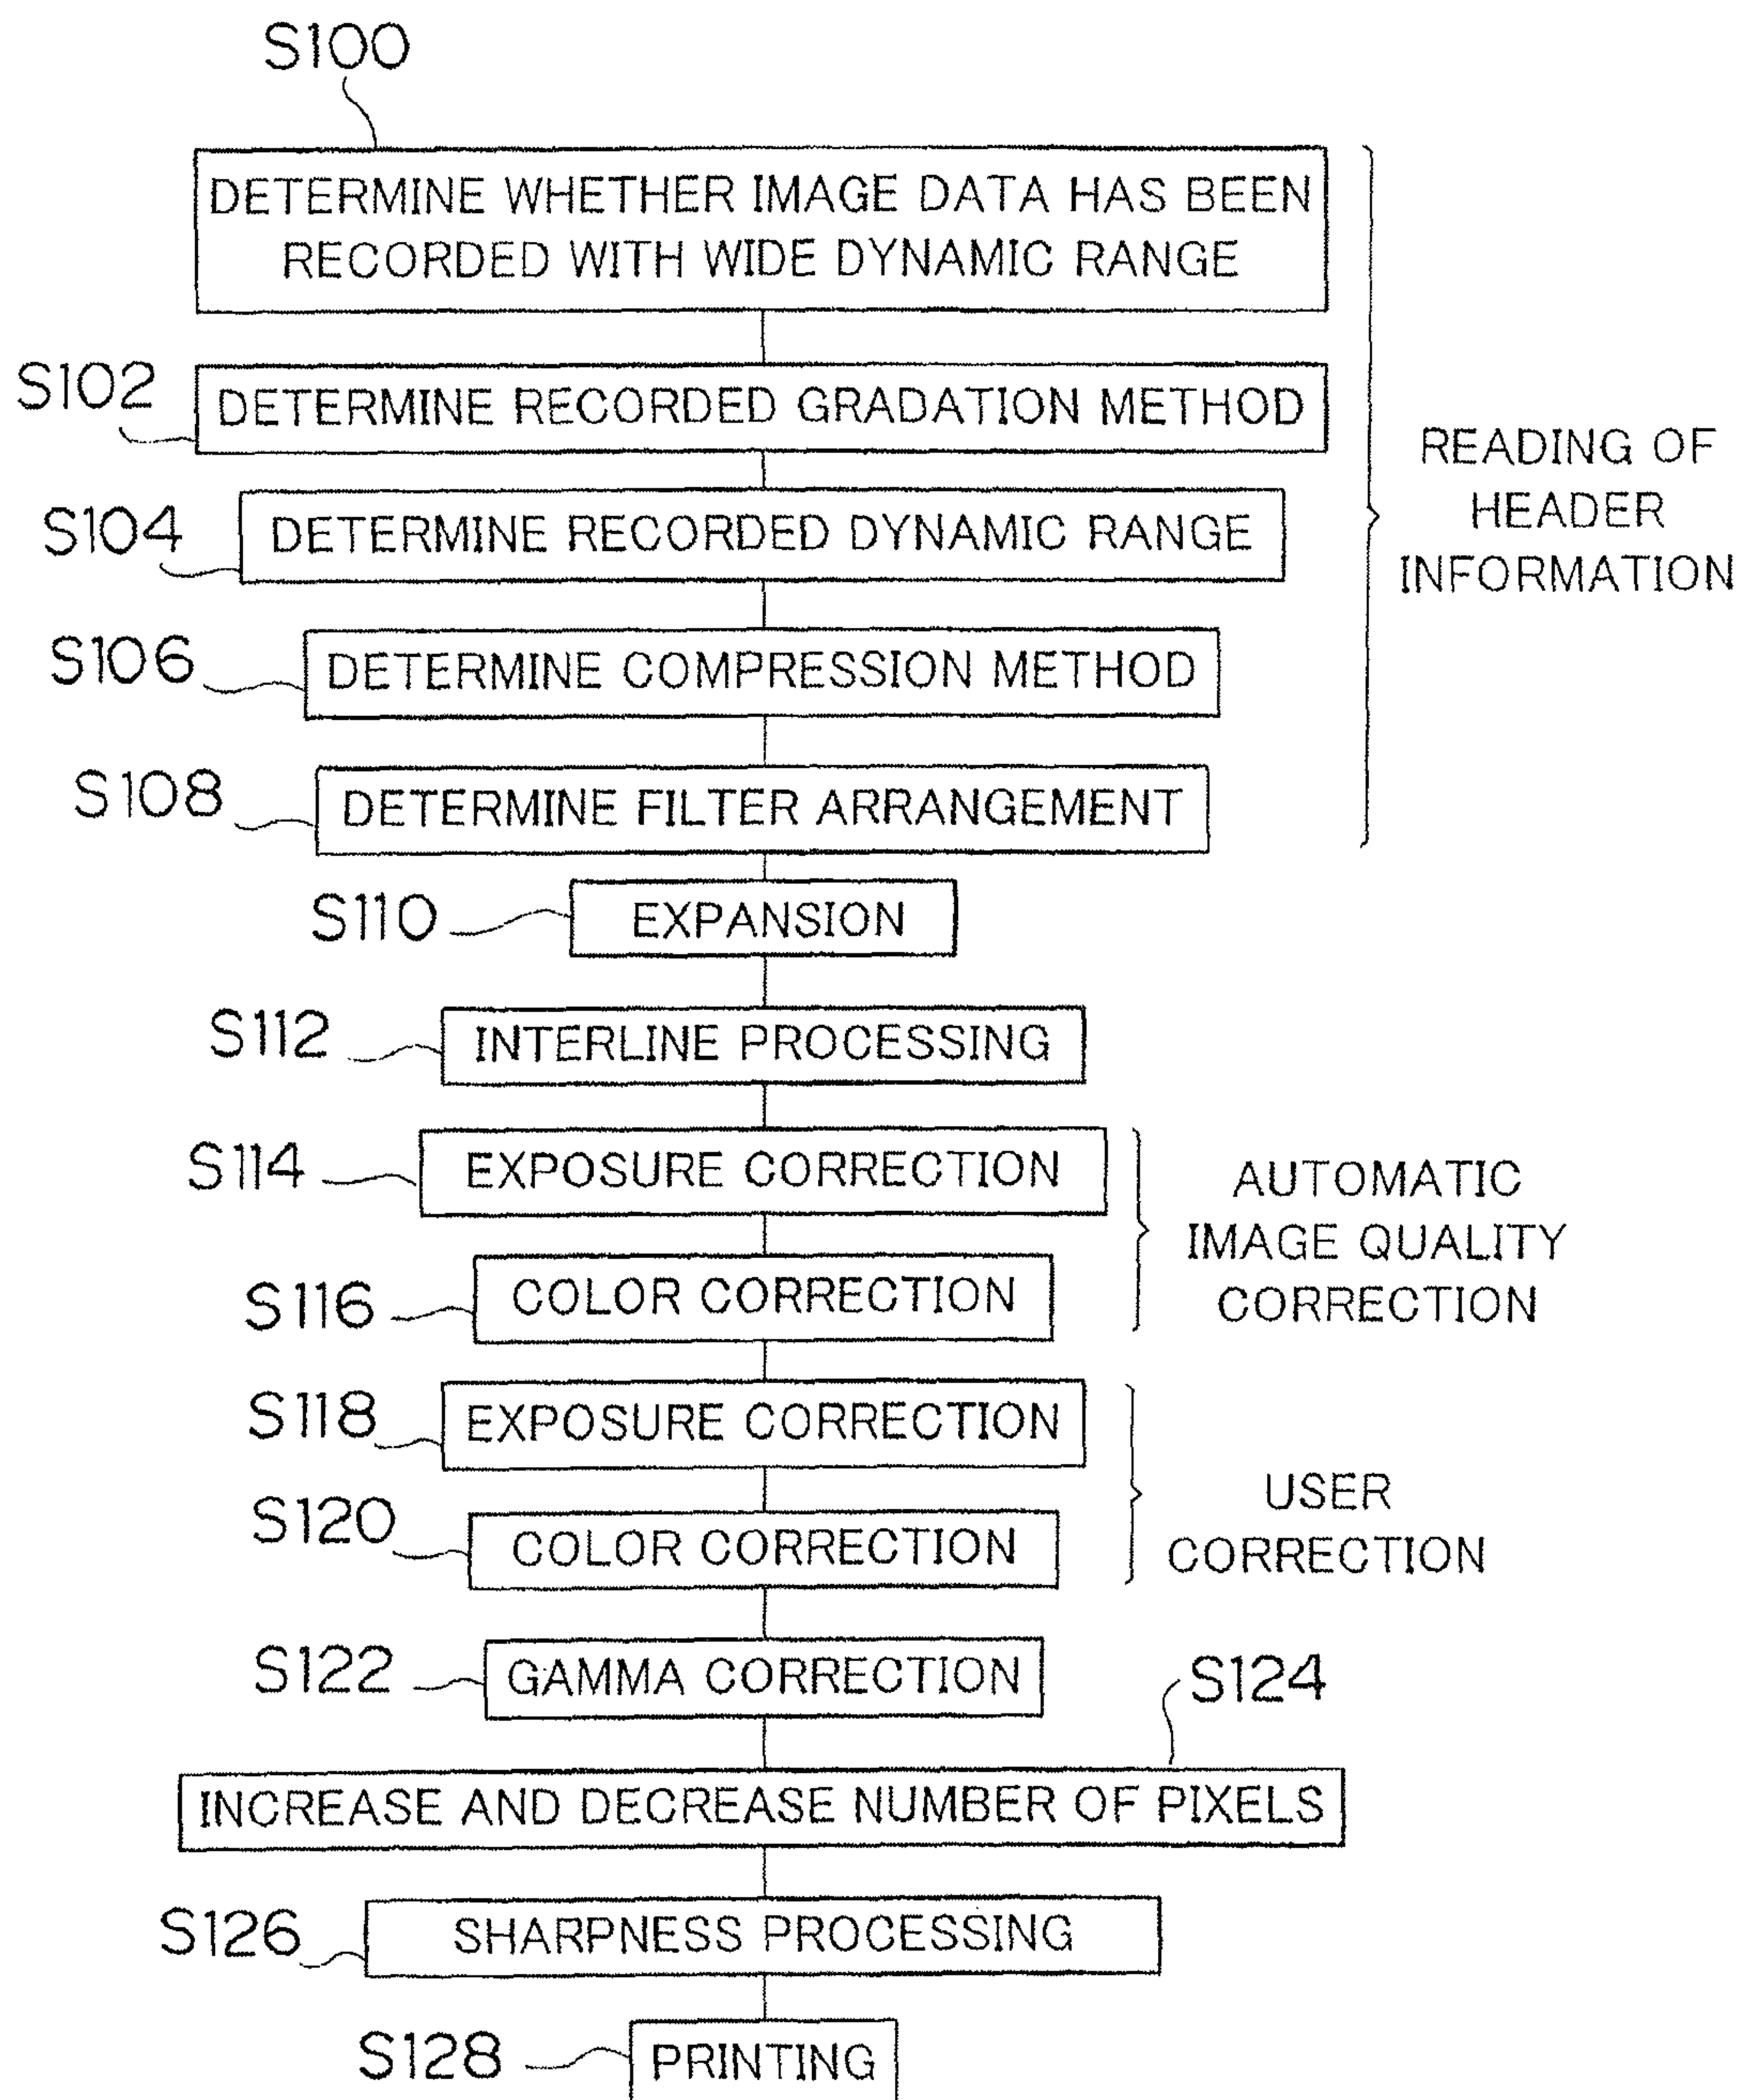 S100
DETERMINE WHETHER IMAGE DATA HAS BEEN
RECORDED WITH WIDE DYNAMIC RANGE
S102
DETERMINE RECORDED GRADATION METHOD
READING OF
HEADER
INFORMATION
S104
DETERMINE RECORDED DYNAMIC RANGE
S106
DETERMINE COMPRESSION METHOD
S108
DETERMINE FILTER ARRANGEMENT
S110
EXPANSION
S112
INTERLINE PROCESSING
S114
EXPOSURE CORRECTION
AUTOMATIC
IMAGE QUALITY
CORRECTION
S116
COLOR CORRECTION
S118
EXPOSURE CORRECTION
USER
CORRECTION
S120
COLOR CORRECTION
S122
GAMMA CORRECTION
S124
INCREASE AND DECREASE NUMBER OF PIXELS
S126
SHARPNESS PROCESSING
S128
PRINTING